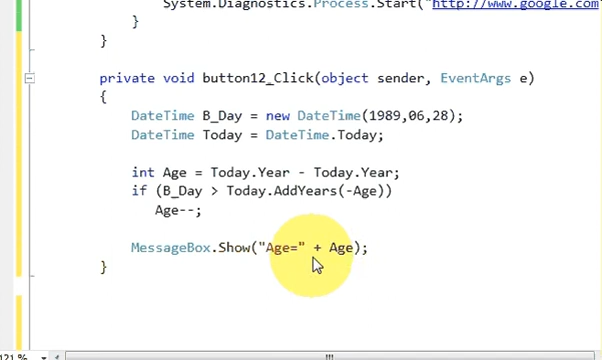 System.Diagnostics.Process.Start("http://www.google.com"
}
}
private void button12_Click(object sender, EventArgs e)
{
DateTime B_Day = new DateTime(1989,06,28);
DateTime Today = DateTime.Today;
int Age = Today.Year - Today.Year;
if (B_Day > Today.AddYears(-Age))
Age--;
MessageBox.Show("Age=" + Age);
}
121 %